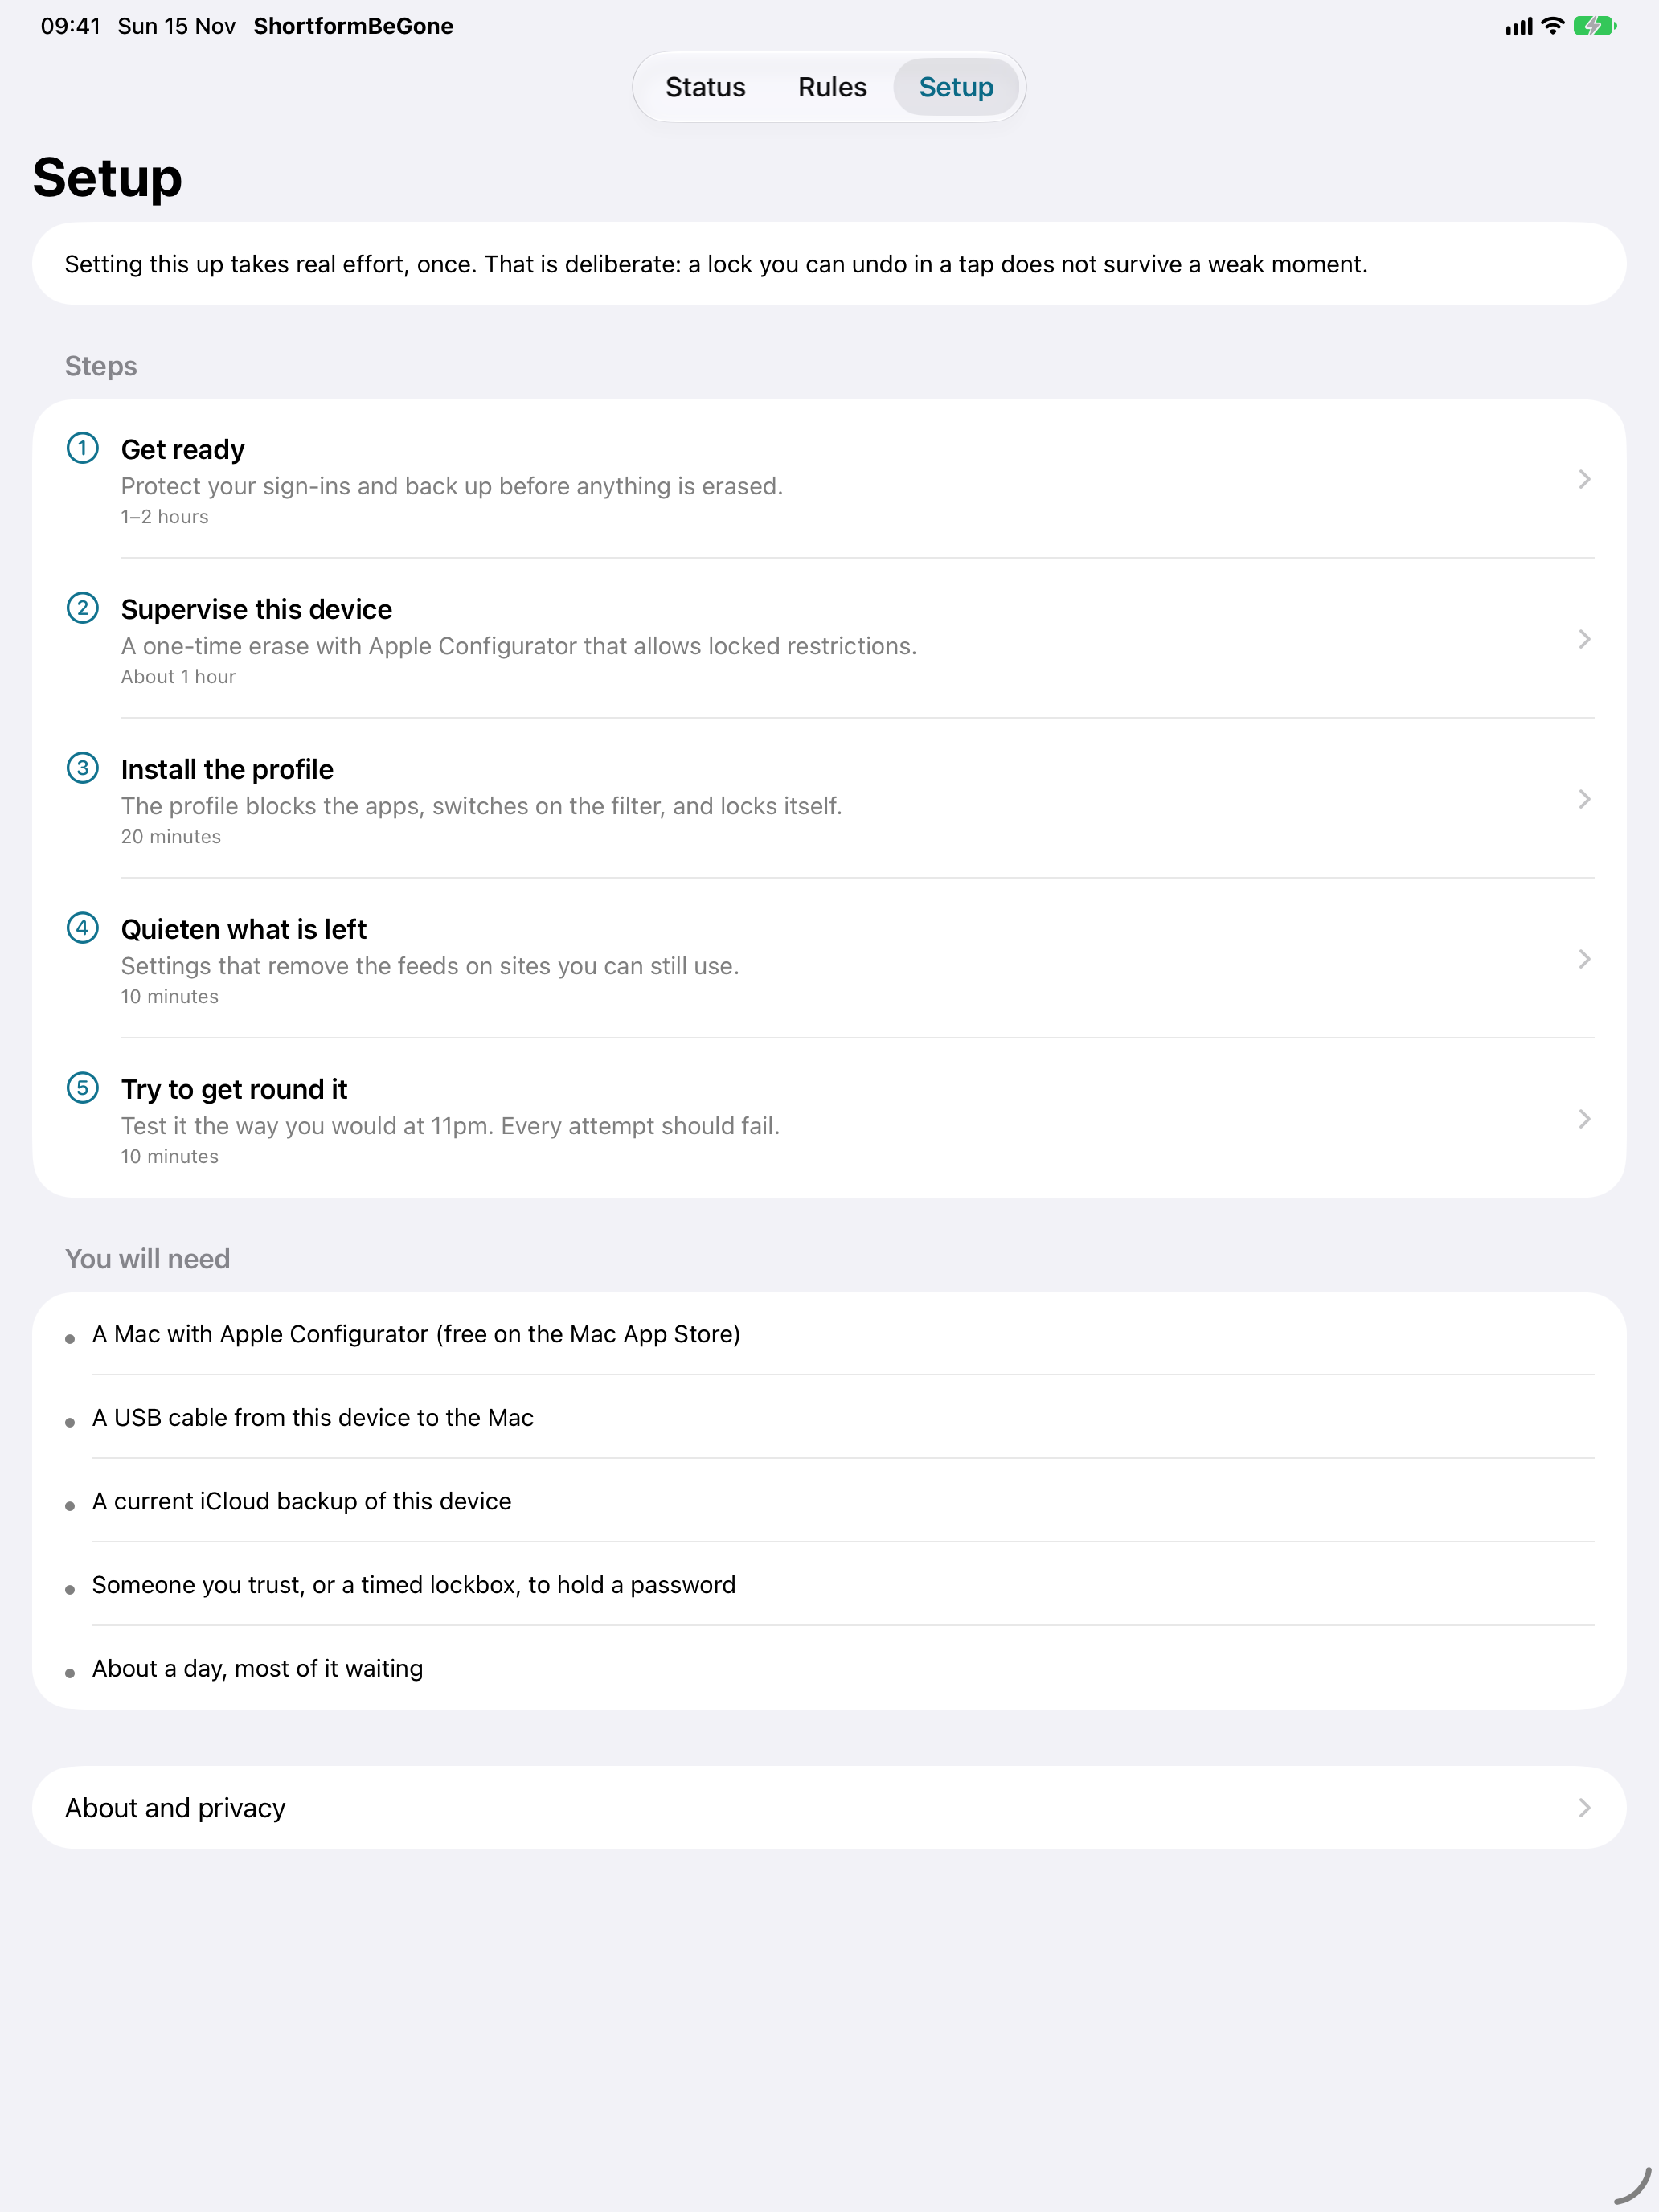 09:41 Sun 15 Nov ShortformBeGone
Status Rules Setup
Setup
Setting this up takes real effort, once. That is deliberate: a lock you can undo in a tap does not survive a weak moment.
Steps
1 Get ready
Protect your sign-ins and back up before anything is erased.
1–2 hours
2 Supervise this device
A one-time erase with Apple Configurator that allows locked restrictions.
About 1 hour
3 Install the profile
The profile blocks the apps, switches on the filter, and locks itself.
20 minutes
4 Quieten what is left
Settings that remove the feeds on sites you can still use.
10 minutes
5 Try to get round it
Test it the way you would at 11pm. Every attempt should fail.
10 minutes
You will need
A Mac with Apple Configurator (free on the Mac App Store)
A USB cable from this device to the Mac
A current iCloud backup of this device
Someone you trust, or a timed lockbox, to hold a password
About a day, most of it waiting
About and privacy